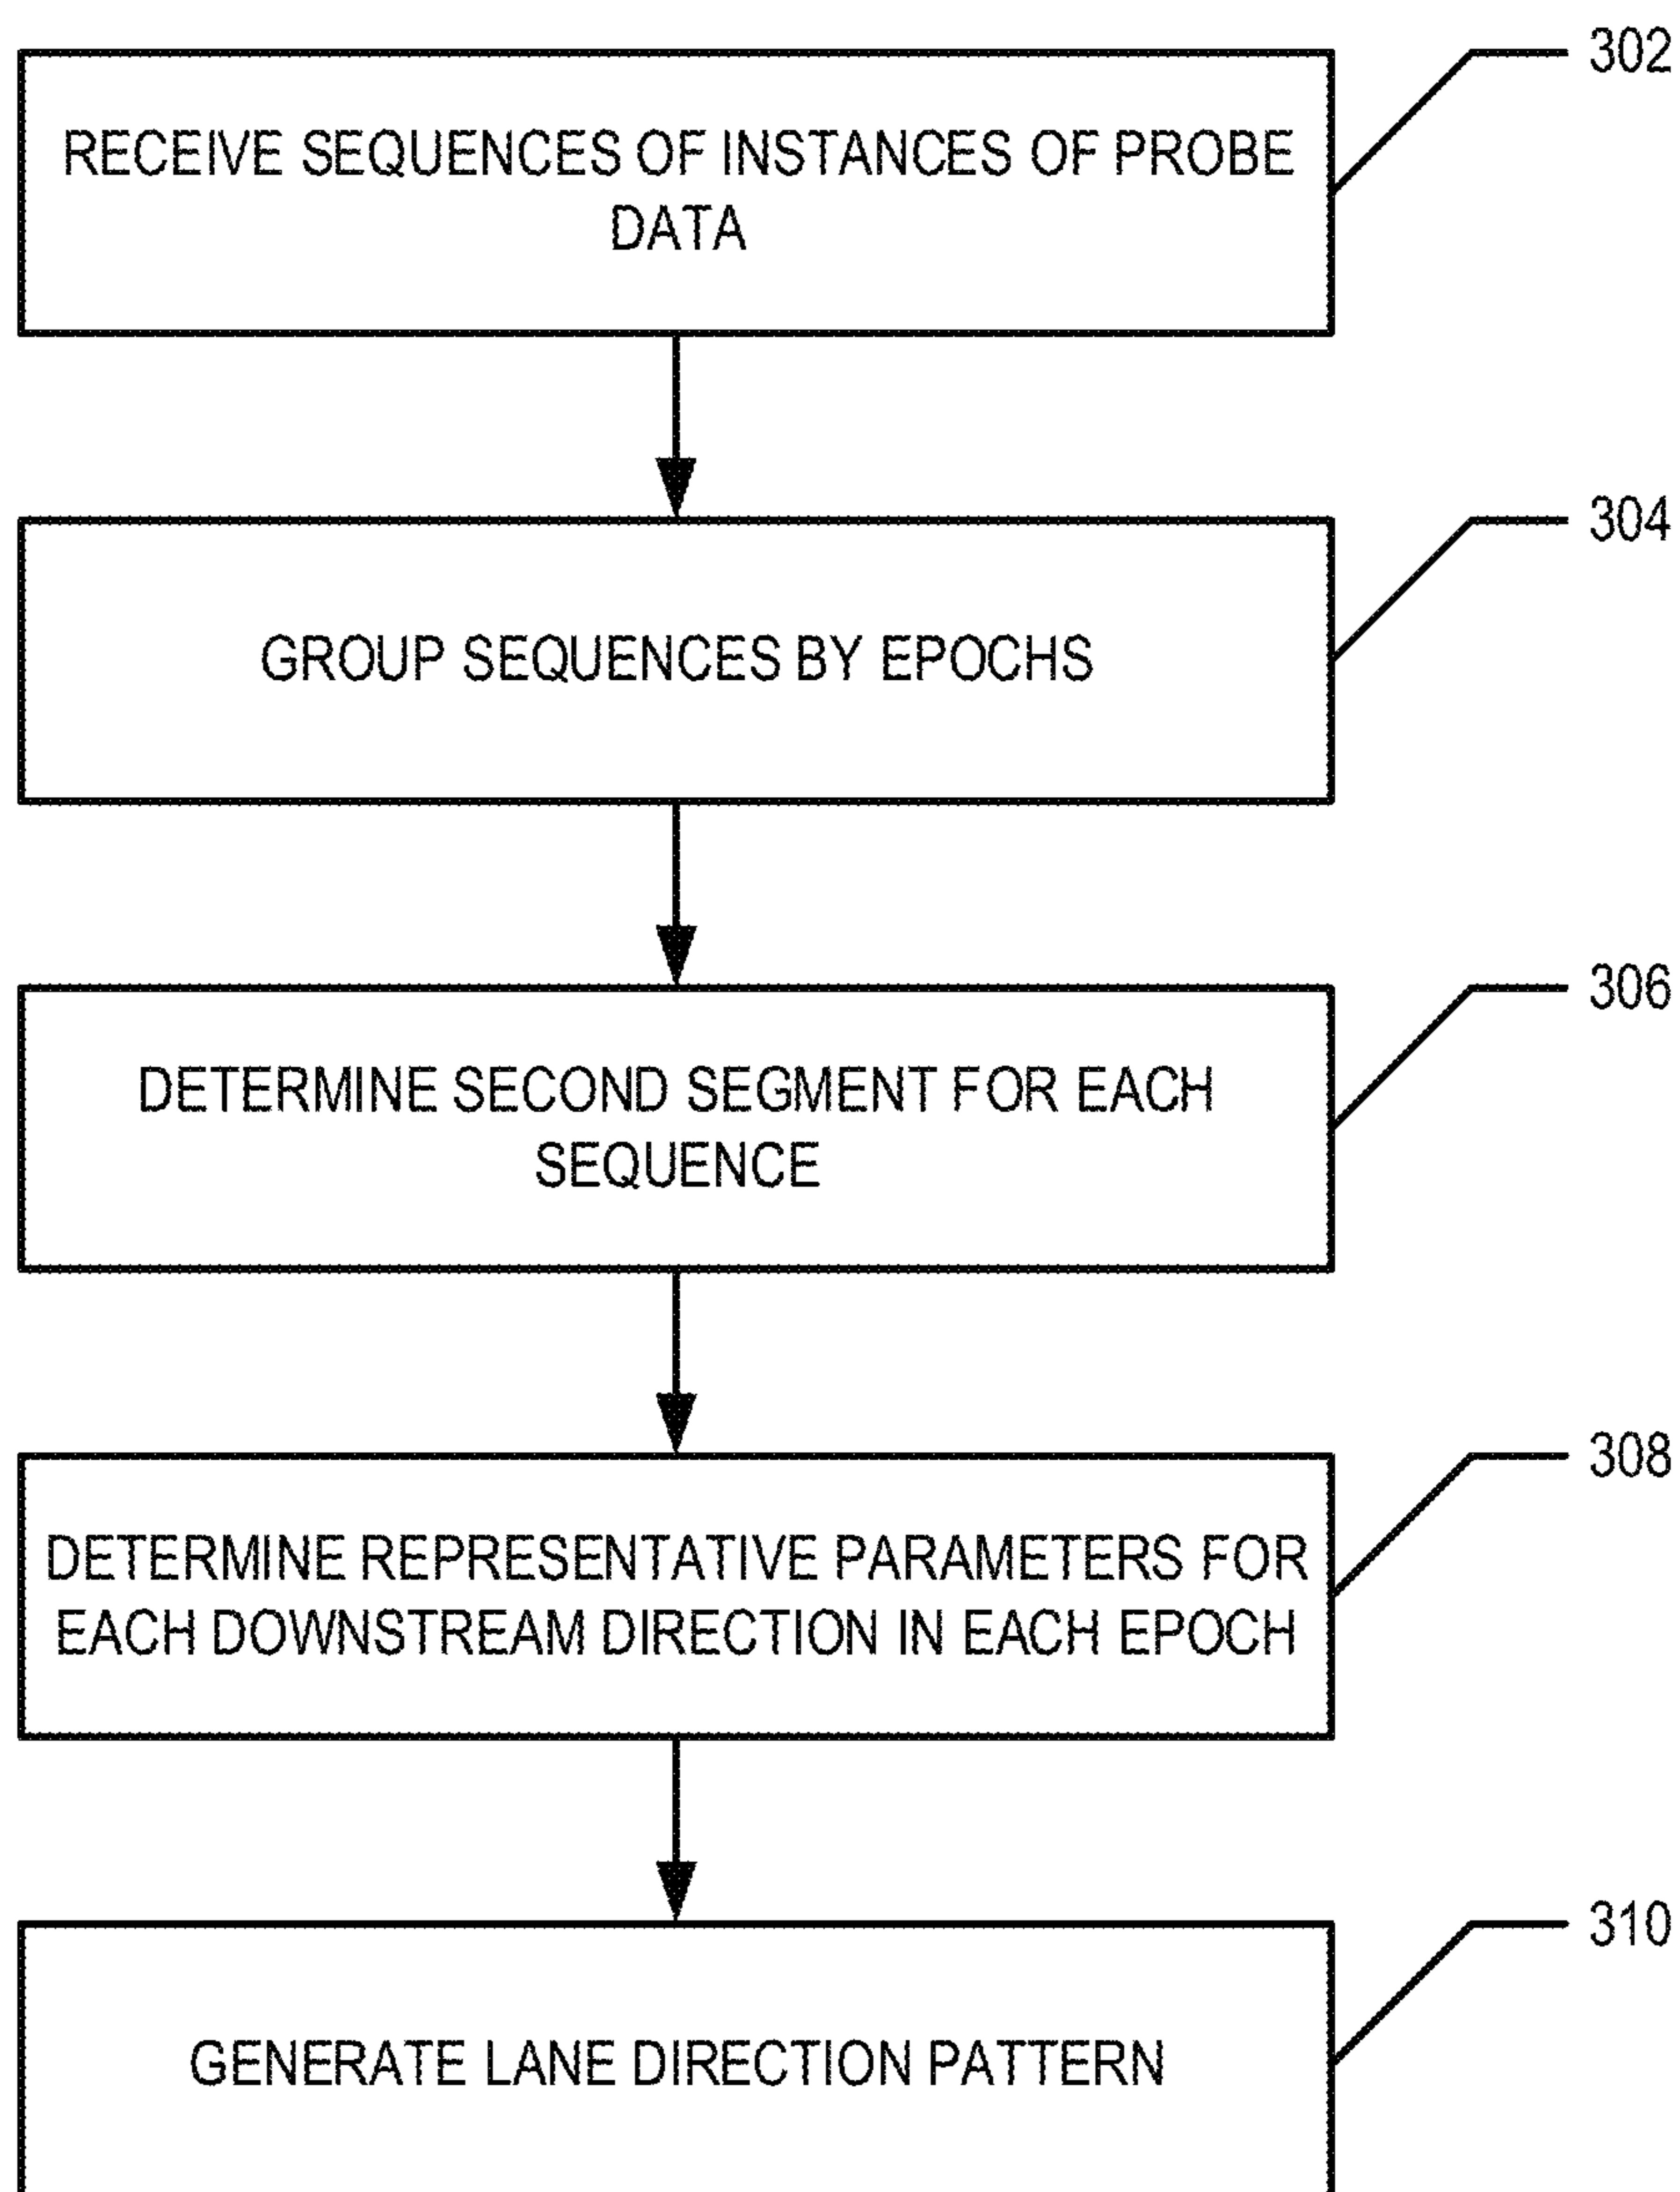 302
RECEIVE SEQUENCES OF INSTANCES OF PROBE
DATA
304
GROUP SEQUENCES BY EPOCHS
306
DETERMINE SECOND SEGMENT FOR EACH
SEQUENCE
308
DETERMINE REPRESENTATIVE PARAMETERS FOR
EACH DOWNSTREAM DIRECTION IN EACH EPOCH
310
GENERATE LANE DIRECTION PATTERN